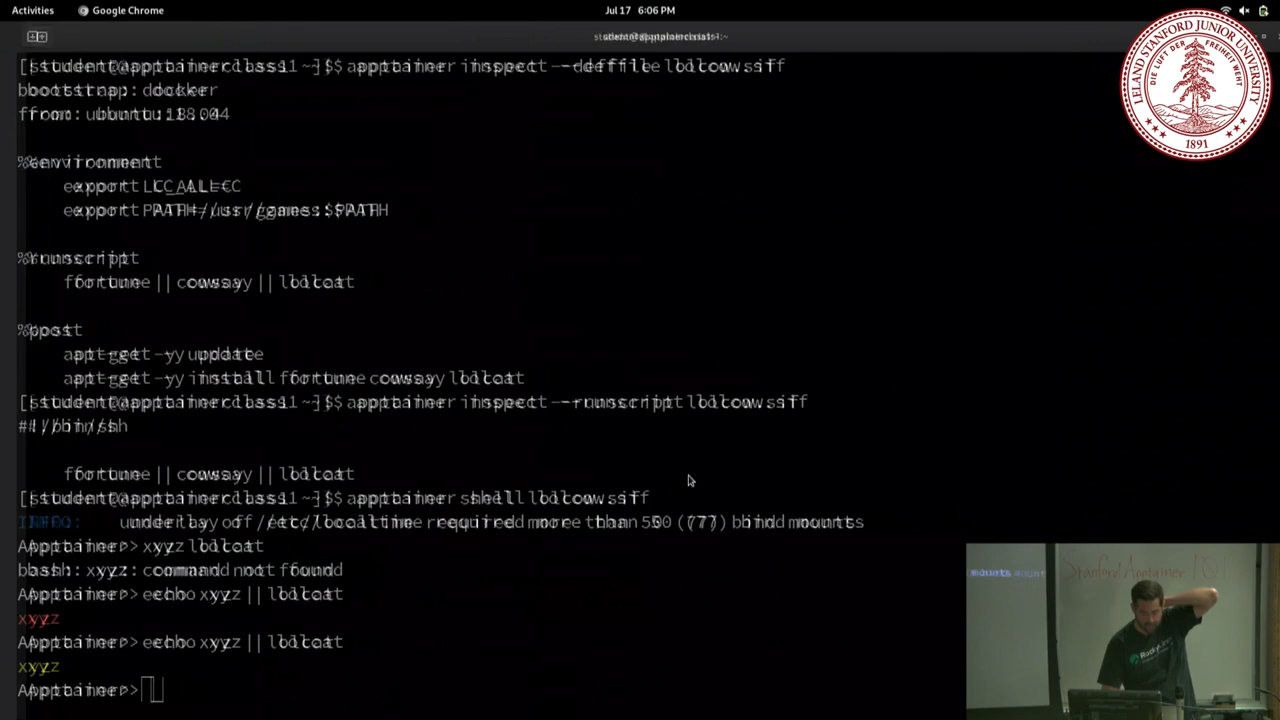 Activities
Google Chrome
Jul 17 6:06 PM
student@apptainerclass1:~
[student@apptainerclass1 ~]$ apptainer inspect --deffile lolcow.sif
bootstrap: docker
from: ubuntu:18.04
%environment
export LC_ALL=C
export PATH=/usr/games:$PATH
%runscript
fortune | cowsay | lolcat
%post
apt-get -y update
apt-get -y install fortune cowsay lolcat
[student@apptainerclass1 ~]$ apptainer inspect --runscript lolcow.sif
#!/bin/sh
fortune | cowsay | lolcat
[student@apptainerclass1 ~]$ apptainer shell lolcow.sif
INFO: underlay of /etc/localtime required more than 50 (77) bind mounts
Apptainer> xyz lolcat
bash: xyz: command not found
Apptainer> echo xyz | lolcat
xyz
Apptainer> echo xyz | lolcat
xyz
Apptainer>
LELAND STANFORD JUNIOR UNIVERSITY
DIE LUFT DER FREIHEIT WEHT
1891
Stanford Apptainer 101